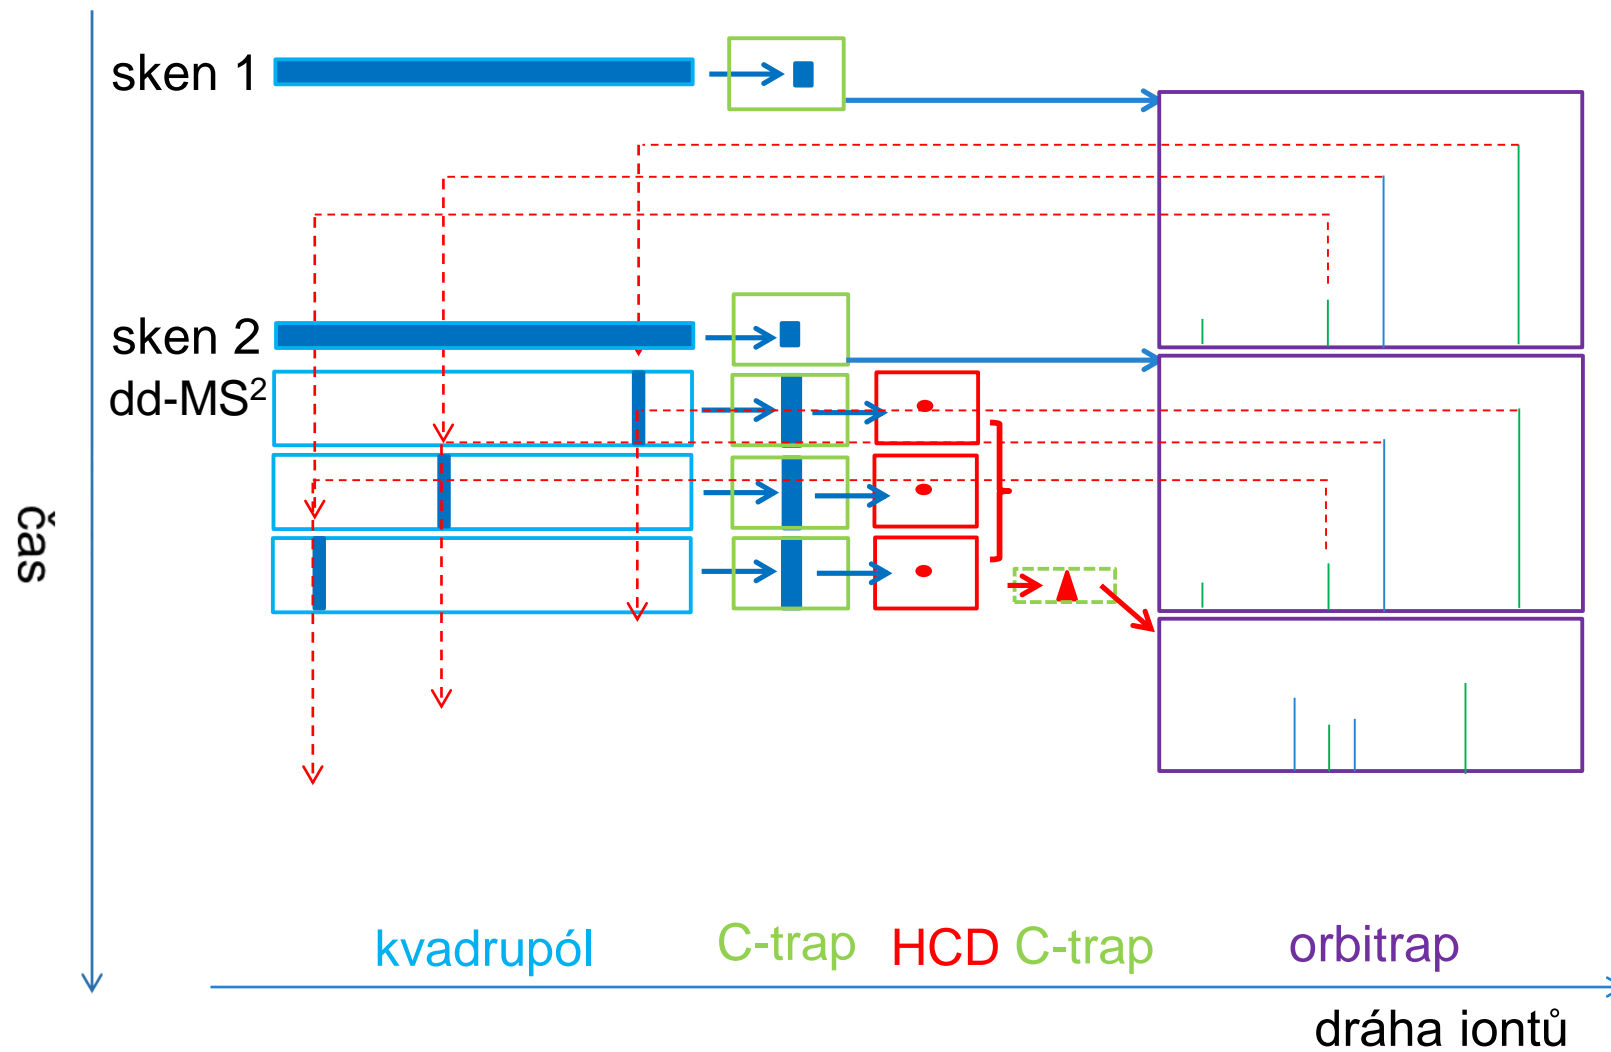 sken 1
sken 2
dd-MS²
čas
kvadrupól
C-trap
HCD
C-trap
orbitrap
dráha iontů